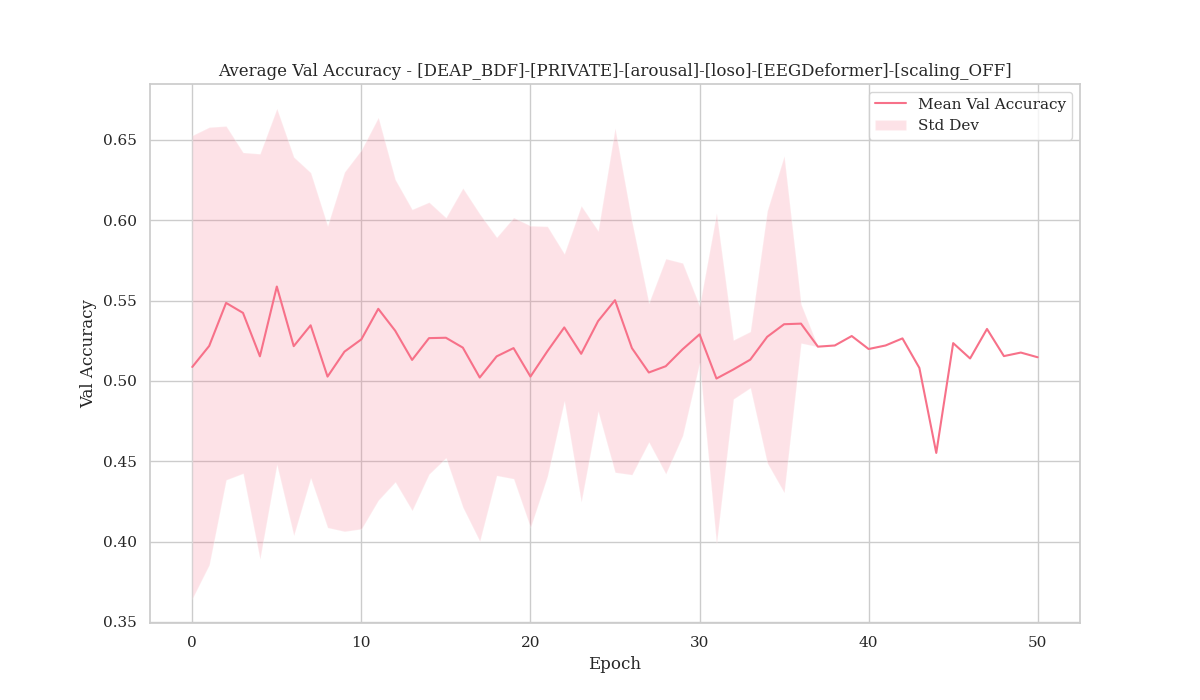 Average Val Accuracy - [DEAP_BDF]-[PRIVATE]-[arousal]-[loso]-[EEGDeformer]-[scaling_OFF]
Mean Val Accuracy
Std Dev
Val Accuracy
0.65
0.60
0.55
0.50
0.45
0.40
0.35
0 10 20 30 40 50
Epoch